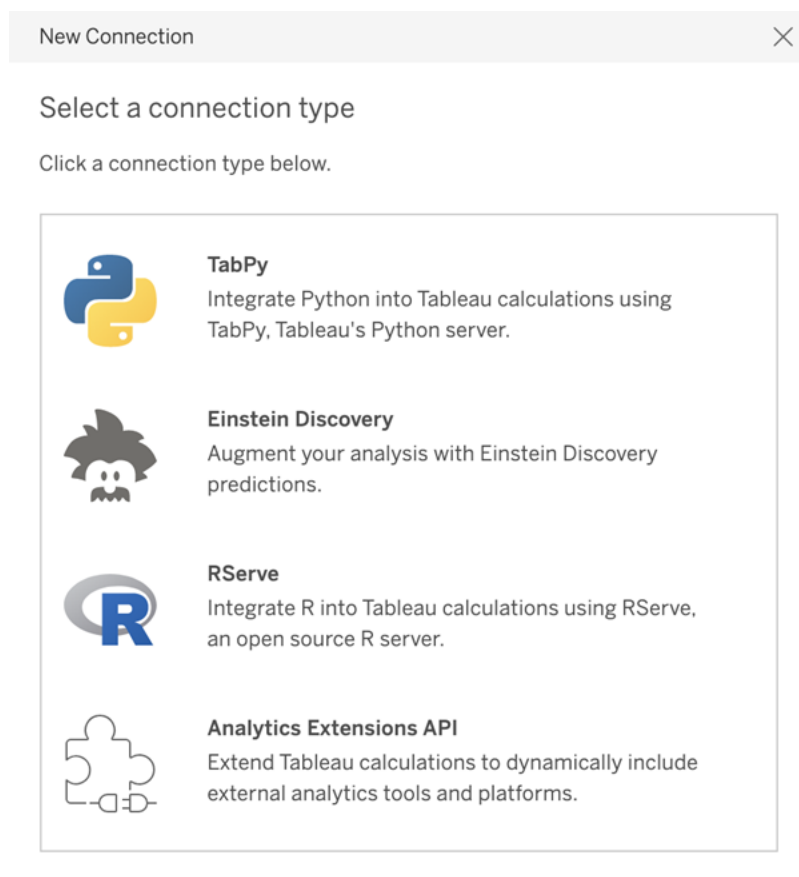 New Connection
Select a connection type
Click a connection type below.
TabPy
Integrate Python into Tableau calculations using
TabPy, Tableau's Python server.
Einstein Discovery
Augment your analysis with Einstein Discovery
predictions.
R
RServe
Integrate R into Tableau calculations using RServe,
an open source R server.
Analytics Extensions API
Extend Tableau calculations to dynamically include
external analytics tools and platforms.